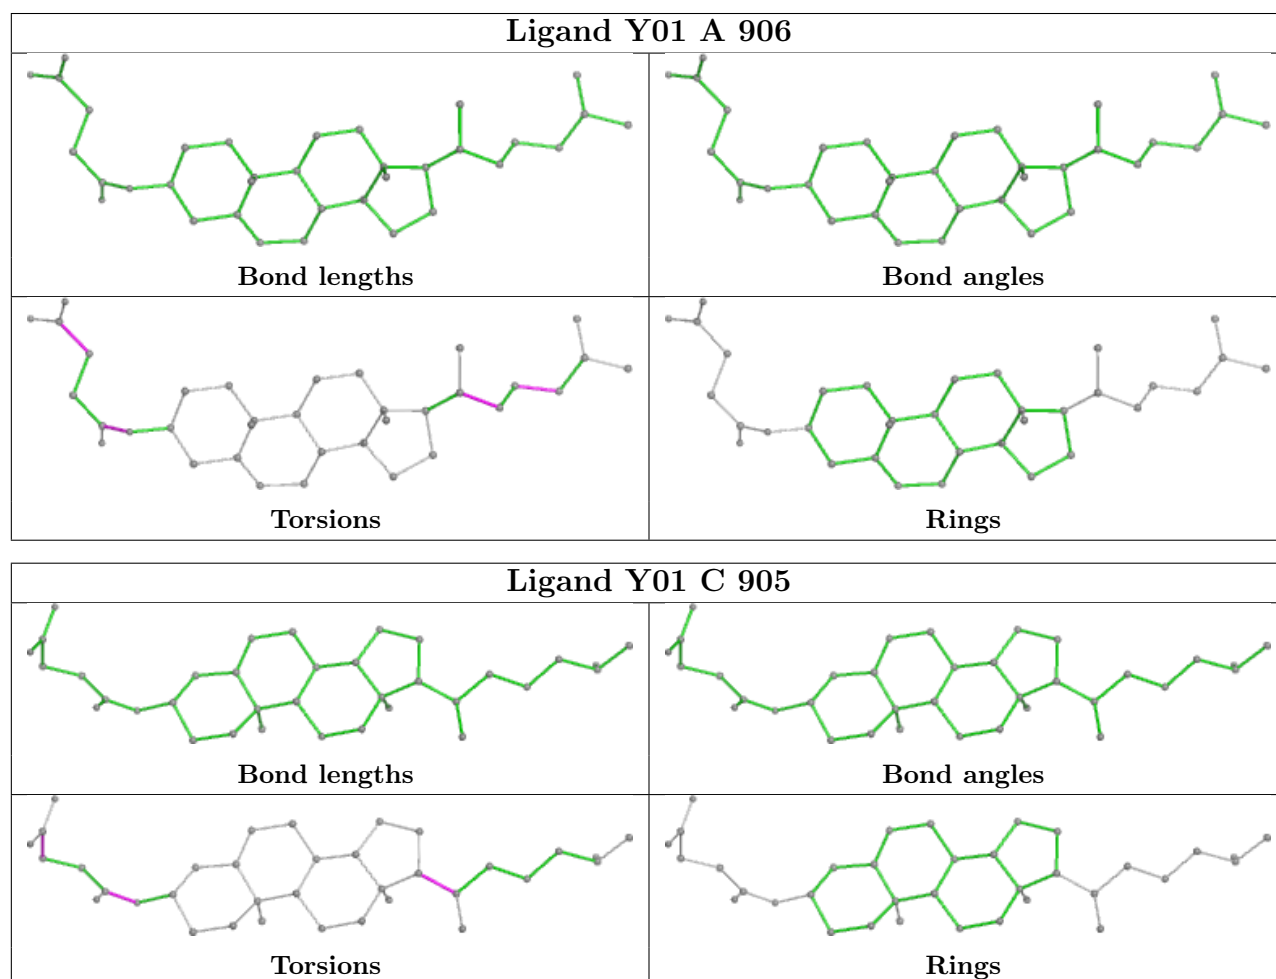 Ligand Y01 A 906
Bond lengths
Bond angles
Torsions
Rings
Ligand Y01 C 905
Bond lengths
Bond angles
Torsions
Rings